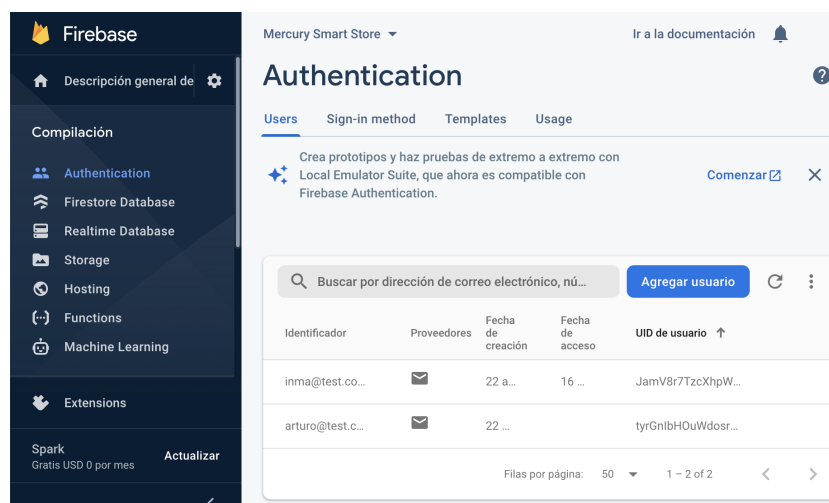 Firebase
Descripción general de
Compilación
Authentication
Firestore Database
Realtime Database
Storage
Hosting
Functions
Machine Learning
Extensions
Spark
Gratis USD 0 por mes
Actualizar
Mercury Smart Store
Ir a la documentación
Authentication
Users Sign-in method Templates Usage
Crea prototipos y haz pruebas de extremo a extremo con
Local Emulator Suite, que ahora es compatible con
Firebase Authentication.
Comenzar
Buscar por dirección de correo electrónico, nú...
Agregar usuario
Identificador
Proveedores
Fecha
de
creación
Fecha
de
acceso
UID de usuario
inma@test.co... 22 a... 16 ... JamV8r7TzcXhpW...
arturo@test.c... 22 ... tyrGnlbHOuWdosr...
Filas por página: 50 1 – 2 of 2